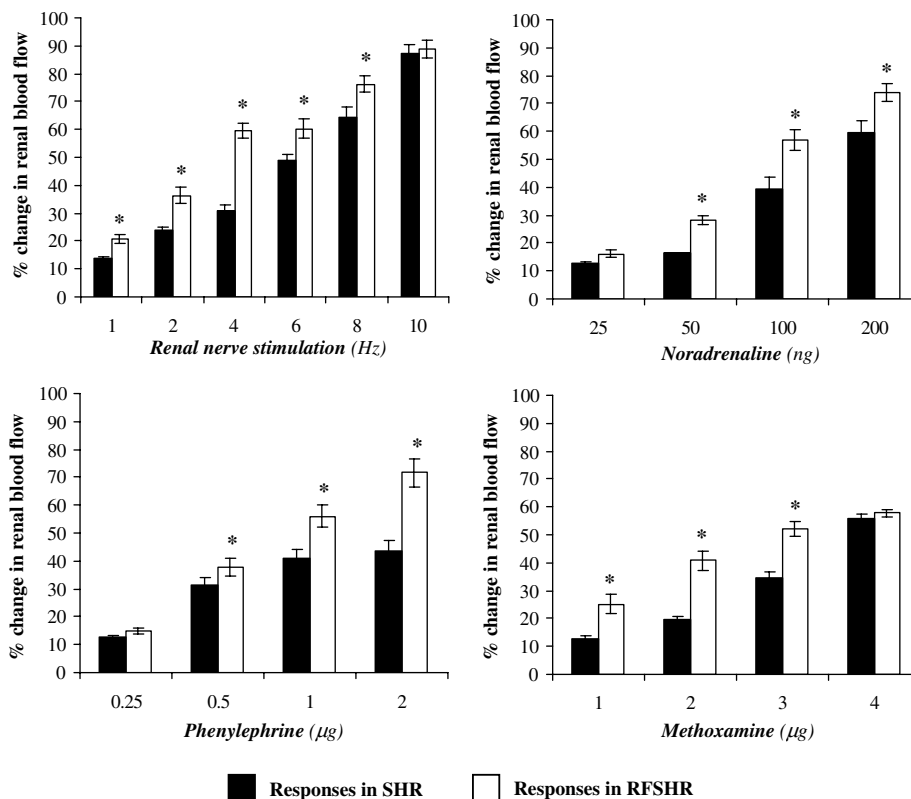 % change in renal blood flow
100
90
80
70
60
50
40
30
20
10
0
* * * * *
1 2 4 6 8 10
Renal nerve stimulation (Hz)
% change in renal blood flow
100
90
80
70
60
50
40
30
20
10
0
* * *
25 50 100 200
Noradrenaline (ng)
% change in renal blood flow
100
90
80
70
60
50
40
30
20
10
0
* * *
0.25 0.5 1 2
Phenylephrine (µg)
% change in renal blood flow
100
90
80
70
60
50
40
30
20
10
0
* * *
1 2 3 4
Methoxamine (µg)
Responses in SHR Responses in RFSHR